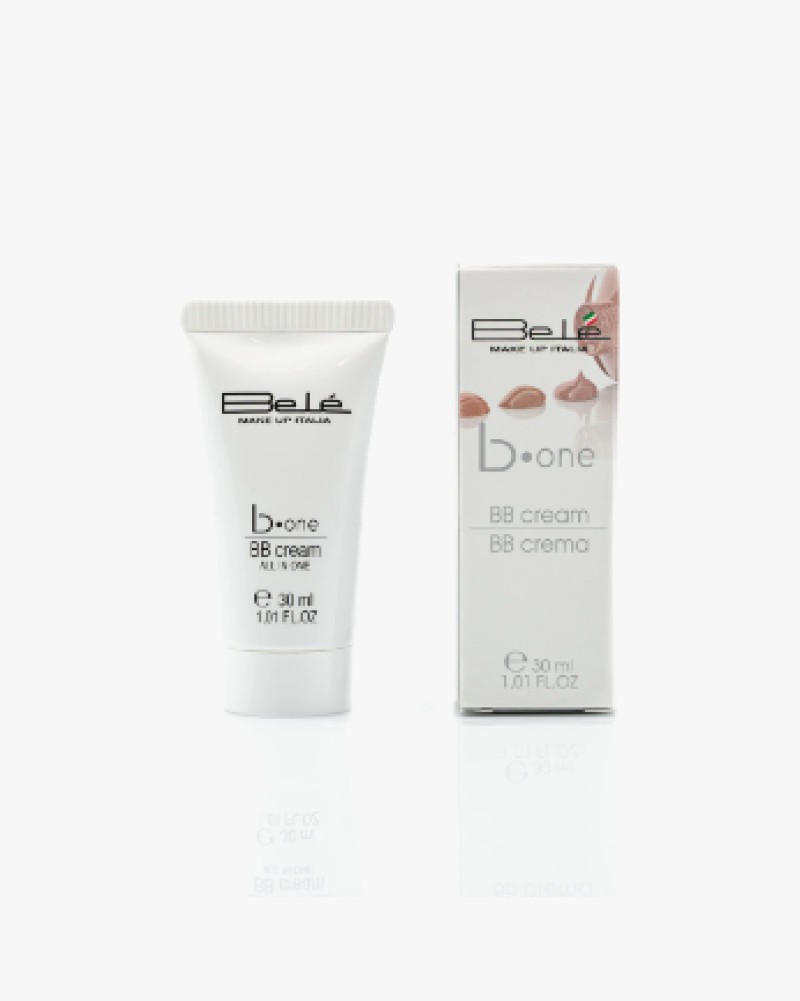 Belé
MAKE UP ITALIA
b•one
BB cream
ALL IN ONE
℮ 30 ml
1.01 FL.OZ
Belé
MAKE UP ITALIA
b•one
BB cream
BB crema
℮ 30 ml
1.01 FL.OZ